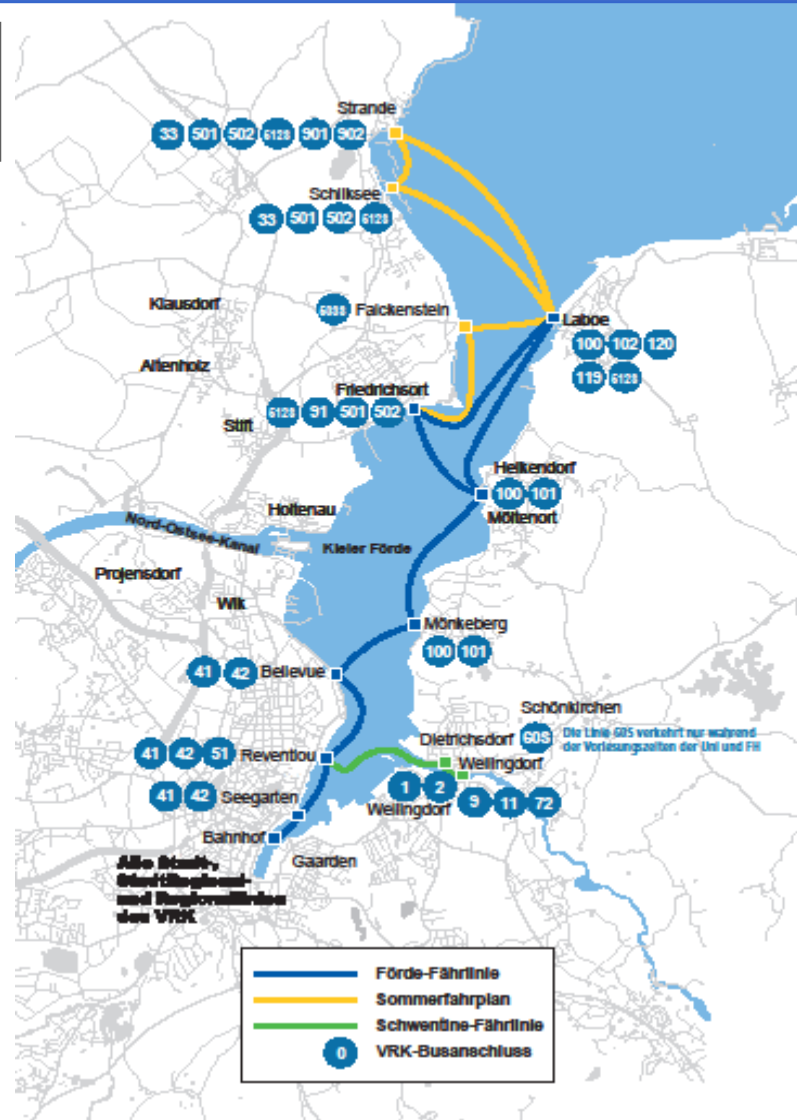 Strande
33 501 502 6128 901 902
Schilksee
33 501 502 6128
Klausdorf
Falckenstein
Laboe
100 102 120
119 6128
Altenholz
Friedrichsort
6128 91 501 502
Stift
Heikendorf
100 101
Möltenort
Holtenau
Nord-Ostsee-Kanal
Kieler Förde
Projensdorf
Wik
Mönkeberg
100 101
41 42 Bellevue
Schönkirchen
Dietrichsdorf 60S Die Linie 60S verkehrt nur während
der Vorlesungszeiten der Uni und FH
41 42 51 Reventlou
Wellingdorf
1 2
41 42 Seegarten
Wellingdorf 9 11 72
Bahnhof
Gaarden
Alle Stadt-,
StadtRegional-
und Regionallinien
des VRK
Förde-Fährlinie
Sommerfahrplan
Schwentine-Fährlinie
0 VRK-Busanschluss